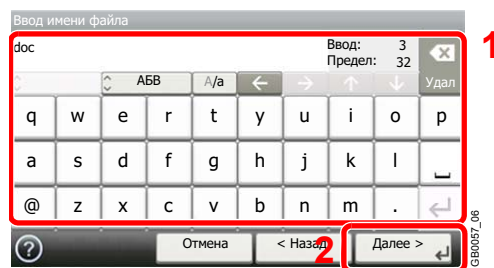 Ввод имени файла
1
doc
Ввод: 3
Предел: 32
Удал
АБВ A/a
q w e r t y u i o p
a s d f g h j k l
@ z x c v b n m .
? Отмена < Назад 2 Далее >
GB0057_06